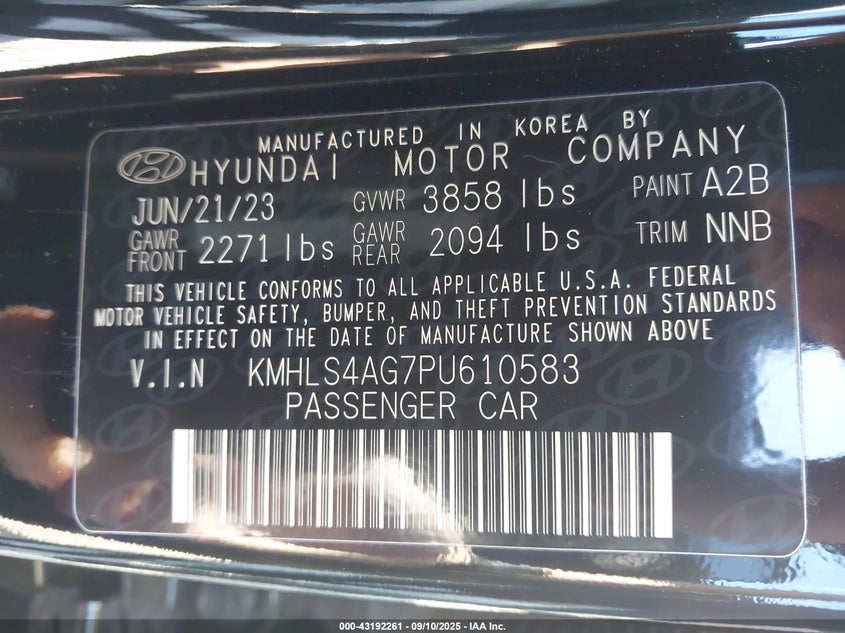 MANUFACTURED IN KOREA BY
HYUNDAI MOTOR COMPANY
JUN/21/23 GVWR 3858 lbs PAINT A2B
GAWR FRONT 2271 lbs GAWR REAR 2094 lbs TRIM NNB
THIS VEHICLE CONFORMS TO ALL APPLICABLE U.S.A. FEDERAL
MOTOR VEHICLE SAFETY, BUMPER, AND THEFT PREVENTION STANDARDS
IN EFFECT ON THE DATE OF MANUFACTURE SHOWN ABOVE
V.I.N KMHLS4AG7PU610583
PASSENGER CAR
000-43192261 - 09/10/2025 - IAA Inc.